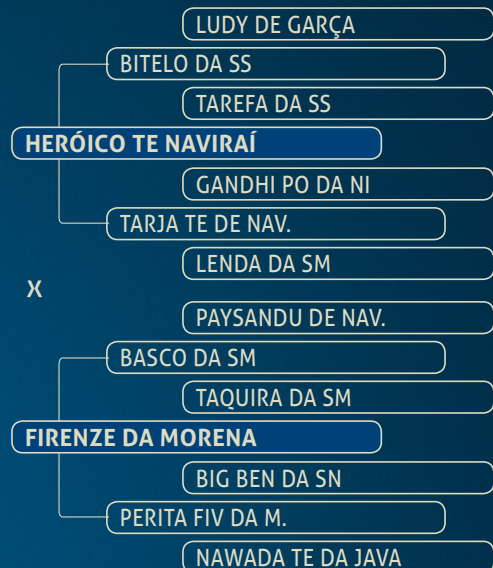 LUDY DE GARÇA
BITELO DA SS
TAREFA DA SS
HERÓICO TE NAVIRAÍ
GANDHI PO DA NI
TARJA TE DE NAV.
LENDA DA SM
X
PAYSANDU DE NAV.
BASCO DA SM
TAQUIRA DA SM
FIRENZE DA MORENA
BIG BEN DA SN
PERITA FIV DA M.
NAWADA TE DA JAVA